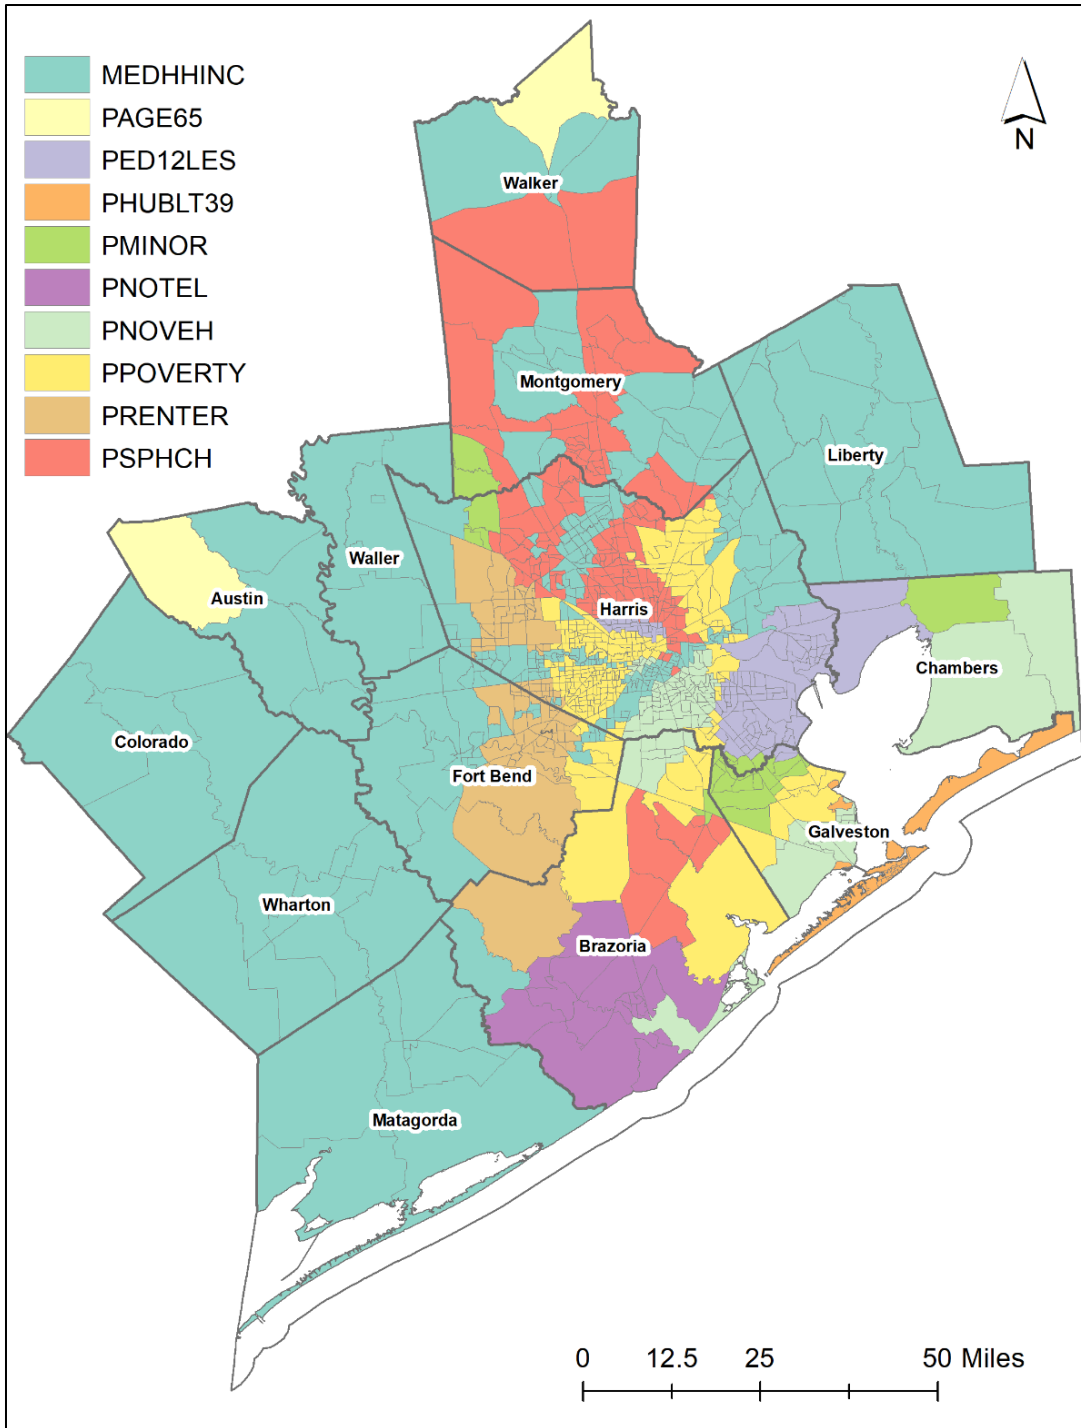 MEDHHINC
PAGE65
PED12LES
PHUBLT39
PMINOR
PNOTEL
PNOVEH
PPOVERTY
PRENTER
PSPHCH
N
Walker
Montgomery
Liberty
Waller
Austin
Harris
Chambers
Colorado
Fort Bend
Galveston
Wharton
Brazoria
Matagorda
0 12.5 25 50 Miles